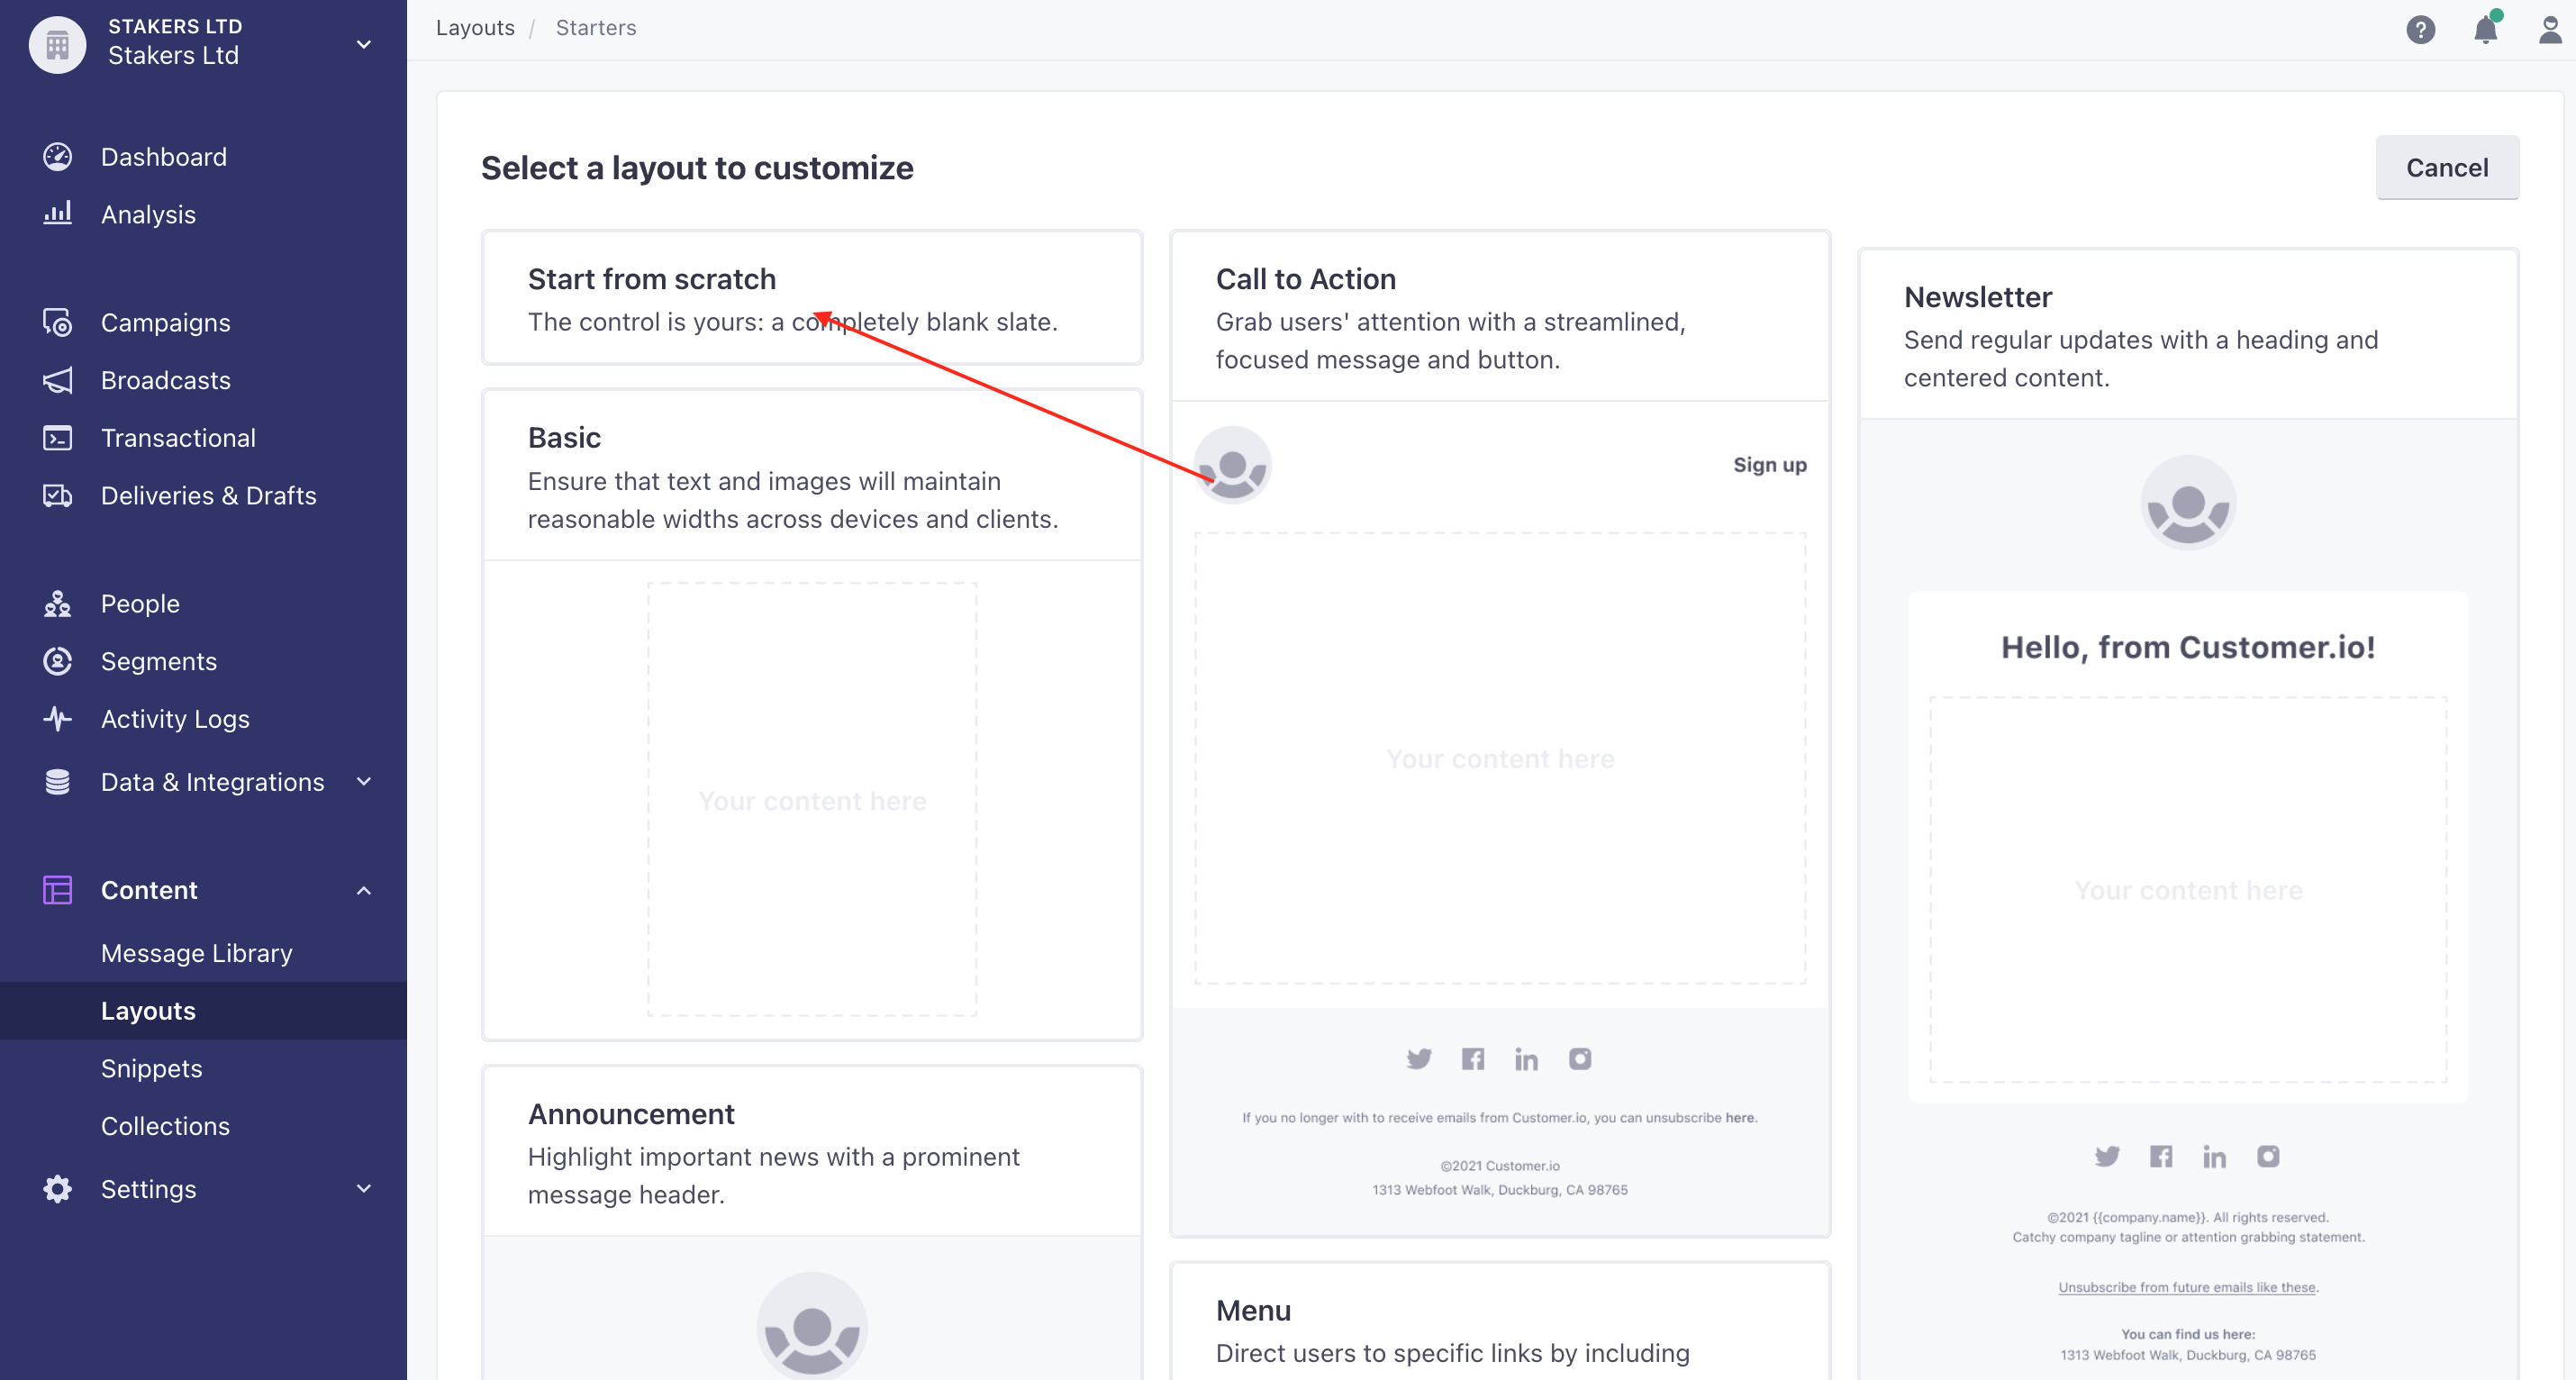 STAKERS LTD
Stakers Ltd
Dashboard
Analysis
Campaigns
Broadcasts
Transactional
Deliveries & Drafts
People
Segments
Activity Logs
Data & Integrations
Content
Message Library
Layouts
Snippets
Collections
Settings
Layouts / Starters
?
Select a layout to customize
Cancel
Start from scratch
The control is yours: a completely blank slate.
Basic
Ensure that text and images will maintain
reasonable widths across devices and clients.
Your content here
Announcement
Highlight important news with a prominent
message header.
Call to Action
Grab users' attention with a streamlined,
focused message and button.
Sign up
Your content here
If you no longer with to receive emails from Customer.io, you can unsubscribe here.
©2021 Customer.io
1313 Webfoot Walk, Duckburg, CA 98765
Menu
Direct users to specific links by including
Newsletter
Send regular updates with a heading and
centered content.
Hello, from Customer.io!
Your content here
©2021 {{company.name}}. All rights reserved.
Catchy company tagline or attention grabbing statement.
Unsubscribe from future emails like these.
You can find us here:
1313 Webfoot Walk, Duckburg, CA 98765